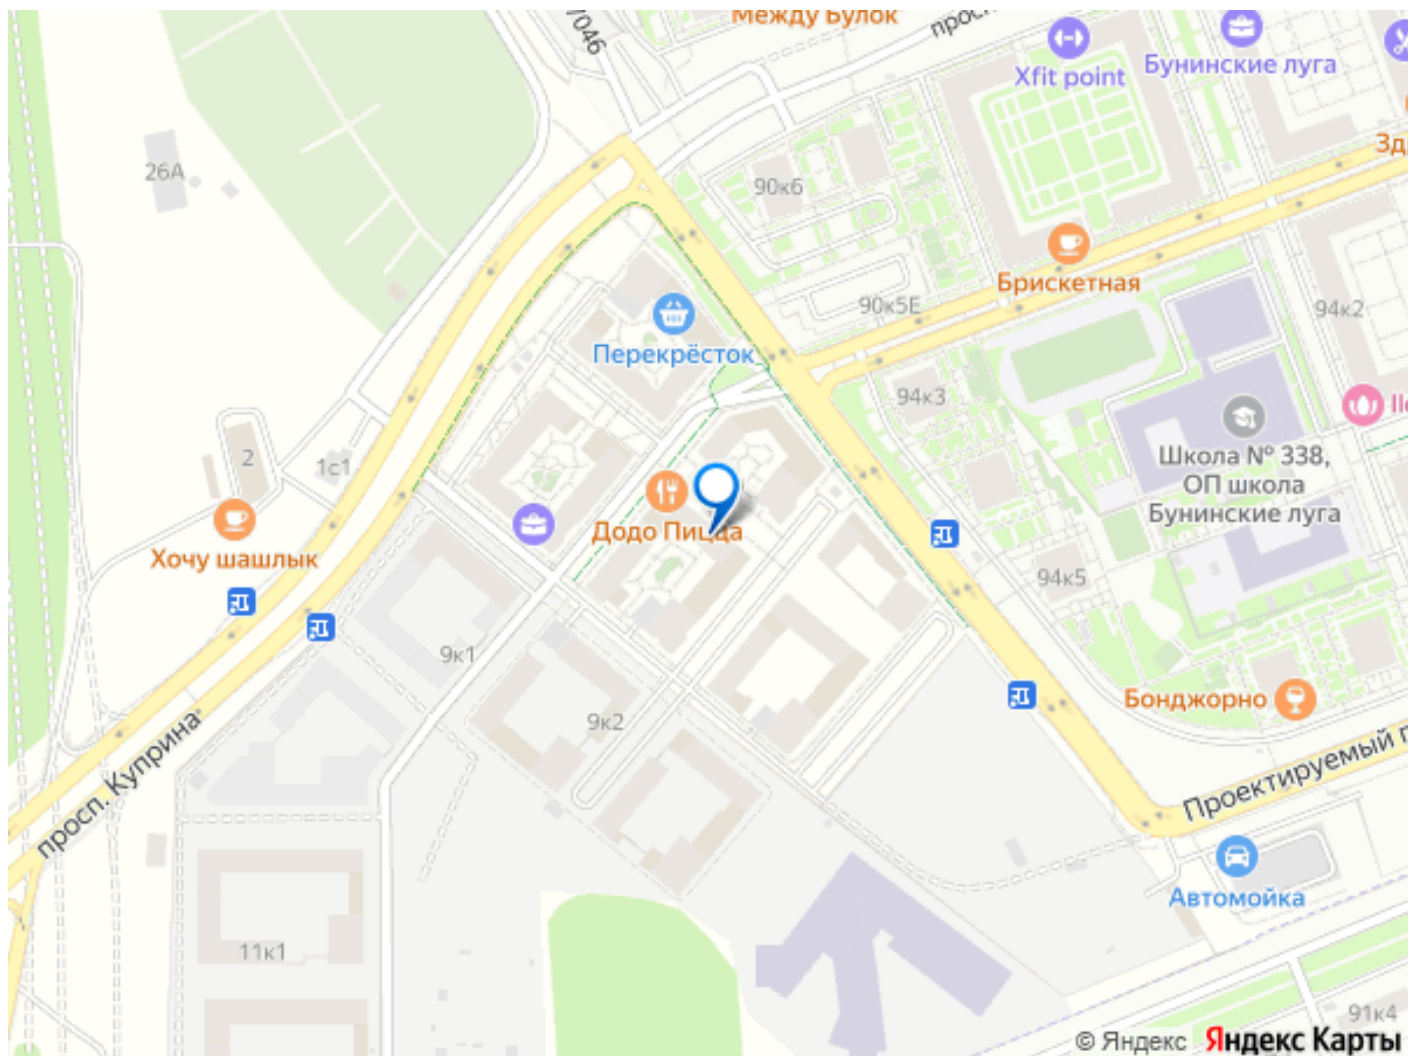 Между Булок
просп.
Xfit point
Бунинские луга
26А
90к6
Зд
Брискетная
90к5Е
94к2
Перекрёсток
94к3
Школа № 338,
ОП школа
Бунинские луга
2
1с1
Хочу шашлык
Додо Пицца
94к5
9к1
9к2
Бонджорно
просп. Куприна
Проектируемый п
Автомойка
11к1
91к4
© Яндекс Яндекс Карты